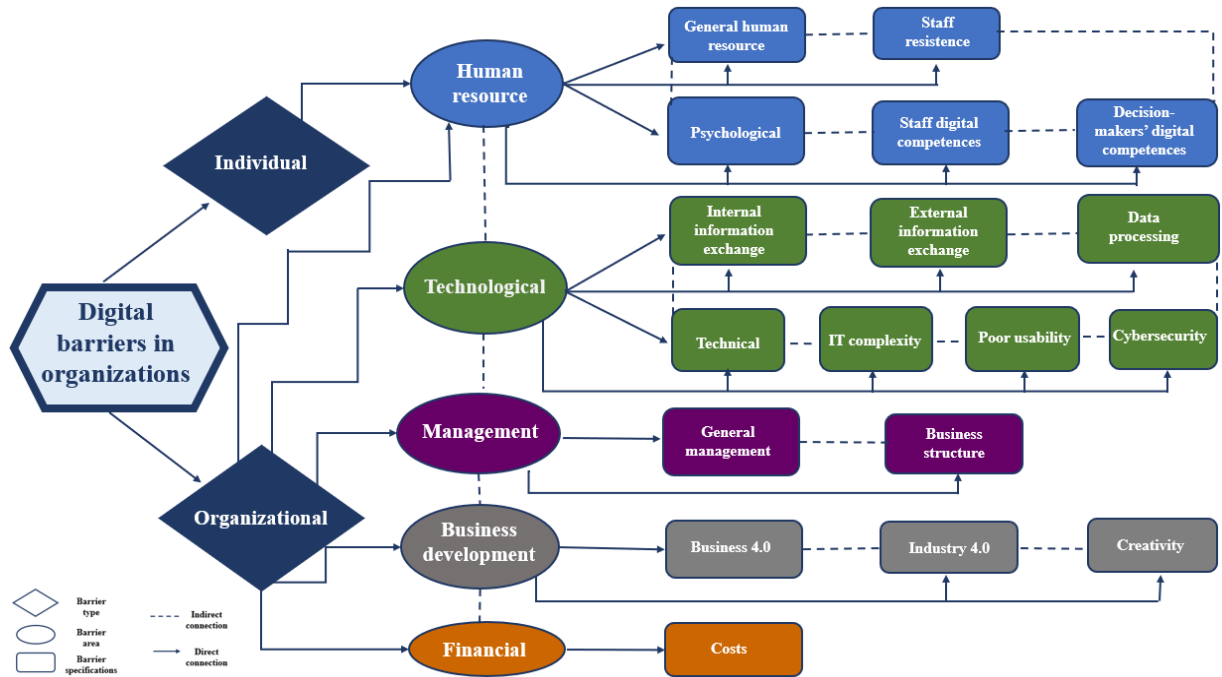 General human
resource
Staff
resistence
Human
resource
Psychological
Staff digital
competences
Decision-
makers' digital
competences
Individual
Internal
information
exchange
External
information
exchange
Data
processing
Technological
Technical
IT complexity
Poor usability
Cybersecurity
Digital
barriers in
organizations
Management
General
management
Business
structure
Organizational
Business
development
Business 4.0
Industry 4.0
Creativity
Financial
Costs
Barrier
type
Barrier
area
Barrier
specifications
Indirect
connection
Direct
connection